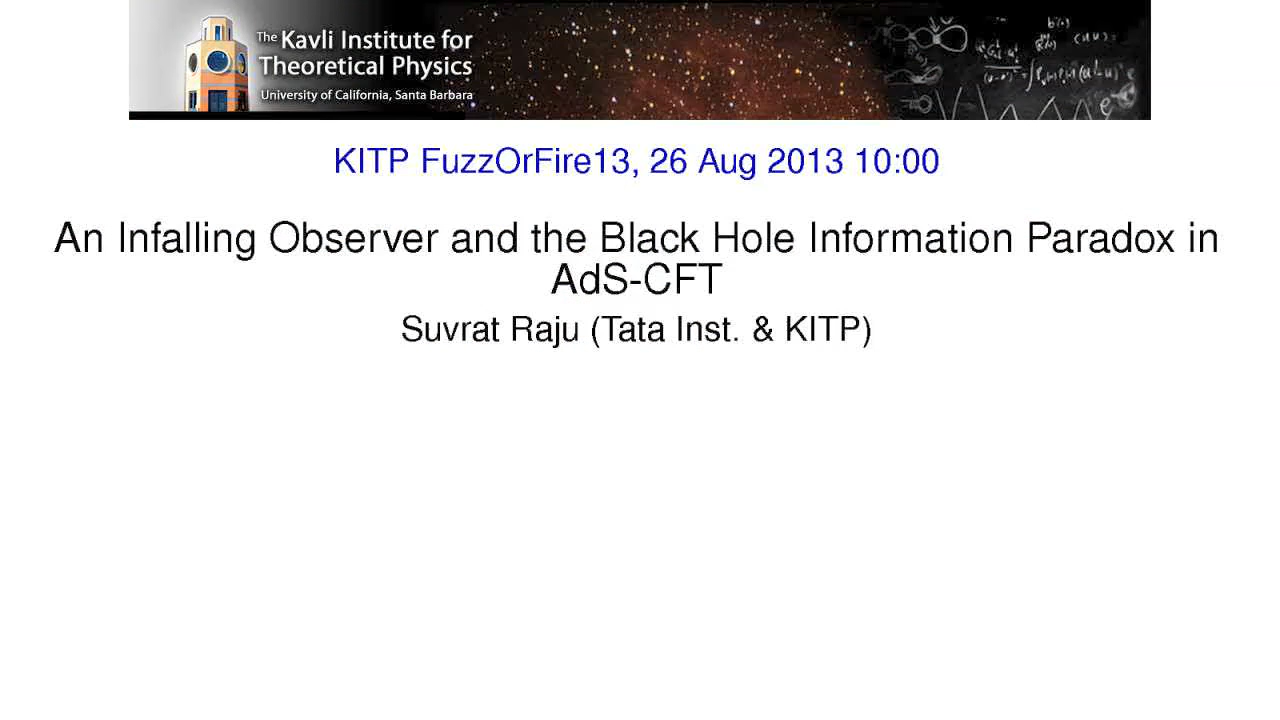 The Kavli Institute for
Theoretical Physics
University of California, Santa Barbara
KITP FuzzOrFire13, 26 Aug 2013 10:00
An Infalling Observer and the Black Hole Information Paradox in
AdS-CFT
Suvrat Raju (Tata Inst. & KITP)